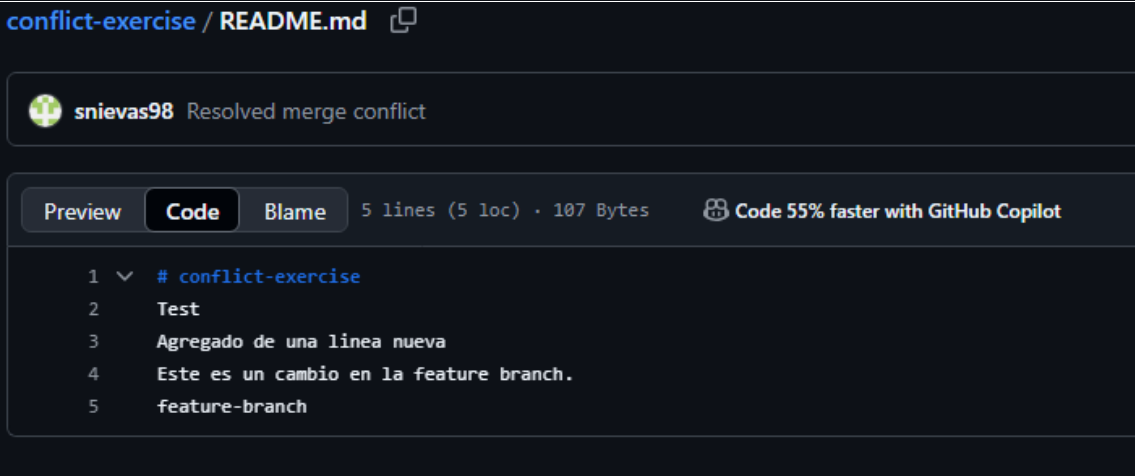 conflict-exercise / README.md
snievas98 Resolved merge conflict
Preview Code Blame 5 lines (5 loc) · 107 Bytes Code 55% faster with GitHub Copilot
1 # conflict-exercise
2 Test
3 Agregado de una linea nueva
4 Este es un cambio en la feature branch.
5 feature-branch